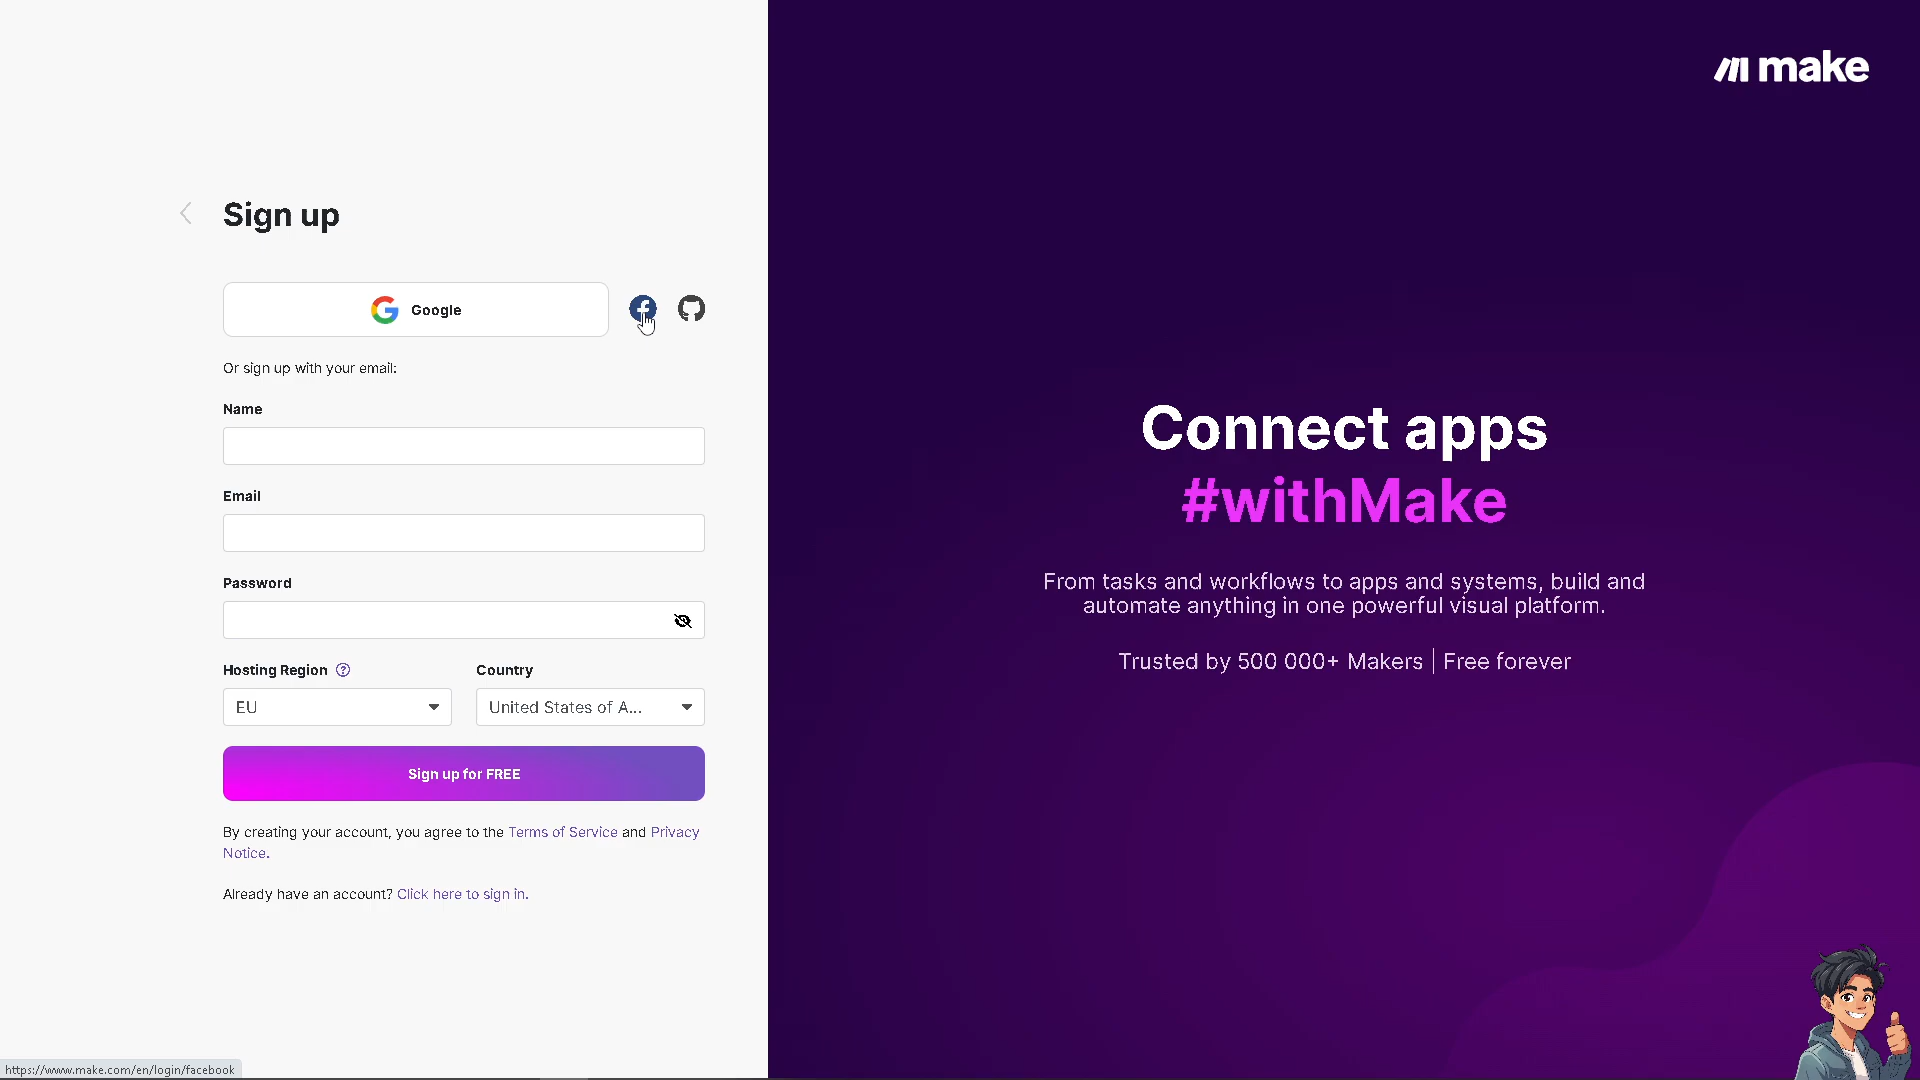 make
Sign up
Google
Or sign up with your email:
Name
Email
Password
Hosting Region ?
Country
EU
United States of A...
Sign up for FREE
By creating your account, you agree to the Terms of Service and Privacy
Notice.
Already have an account? Click here to sign in.
Connect apps
#withMake
From tasks and workflows to apps and systems, build and
automate anything in one powerful visual platform.
Trusted by 500 000+ Makers | Free forever
https://www.make.com/en/login/facebook